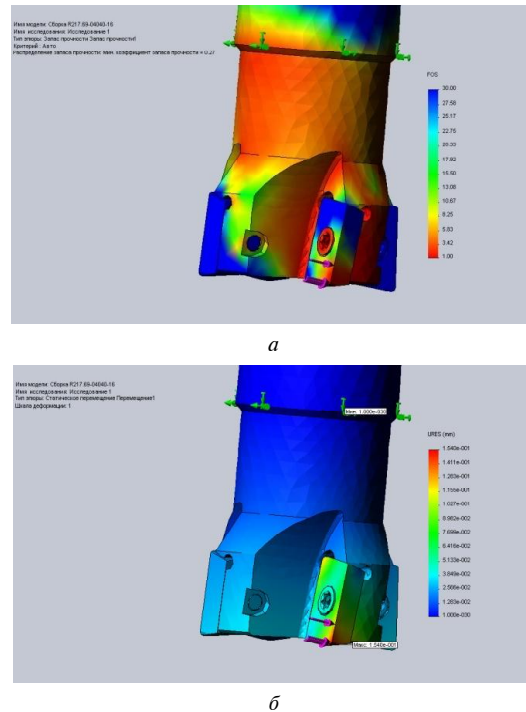 Имя модели: Сборка R217.69-04040-16
Имя исследования: Исследование 1
Тип эпюры: Запас прочности Запас прочности1
Критерий : Авто
Распределение запаса прочности: мин. коэффициент запаса прочности = 0.27
FOS
30.00
27.58
25.17
22.75
20.33
17.92
15.50
13.08
10.67
8.25
5.83
3.42
1.00
а
Имя модели: Сборка R217.69-04040-16
Имя исследования: Исследование 1
Тип эпюры: Статическое перемещение Перемещение1
Шкала деформации: 1
Мин.: 1.000e-030
URES (mm)
1.540e-001
1.411e-001
1.283e-001
1.155e-001
1.027e-001
8.982e-002
7.699e-002
6.416e-002
5.133e-002
3.849e-002
2.566e-002
1.283e-002
1.000e-030
Макс.: 1.540e-001
б